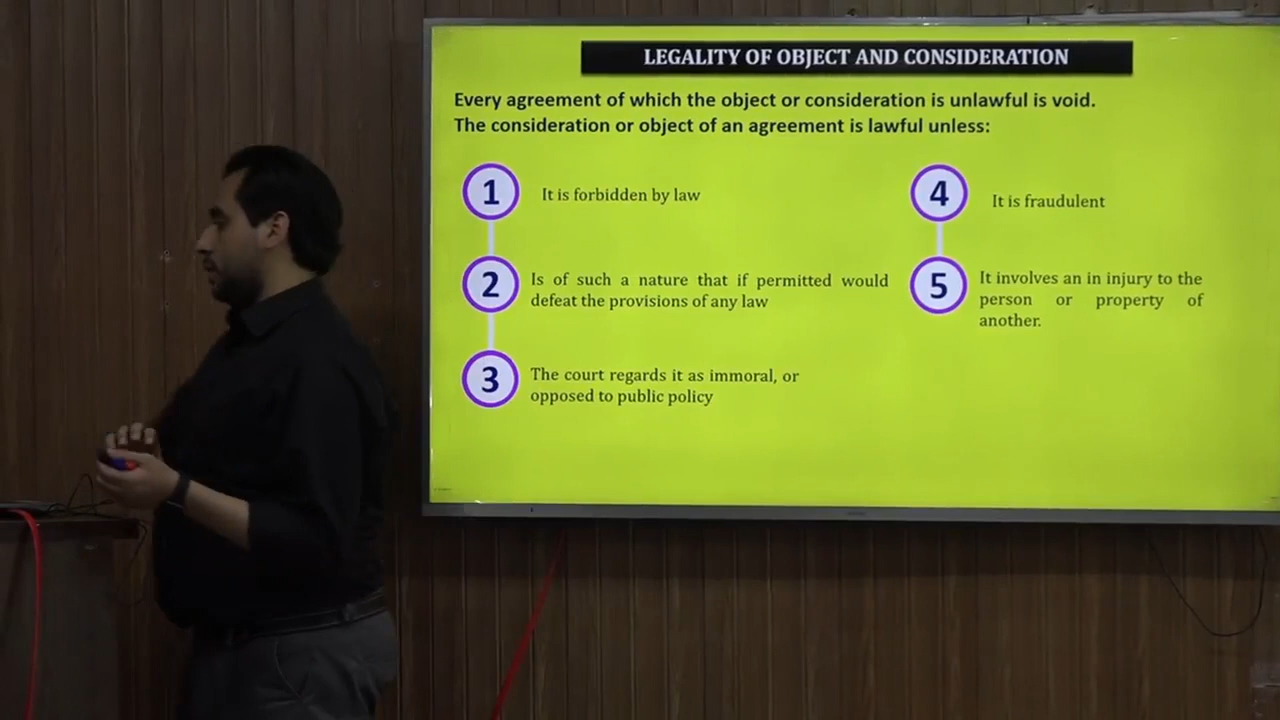 LEGALITY OF OBJECT AND CONSIDERATION
Every agreement of which the object or consideration is unlawful is void.
The consideration or object of an agreement is lawful unless:
1
It is forbidden by law
2
Is of such a nature that if permitted would
defeat the provisions of any law
3
The court regards it as immoral, or
opposed to public policy
4
It is fraudulent
5
It involves an in injury to the
person or property of
another.